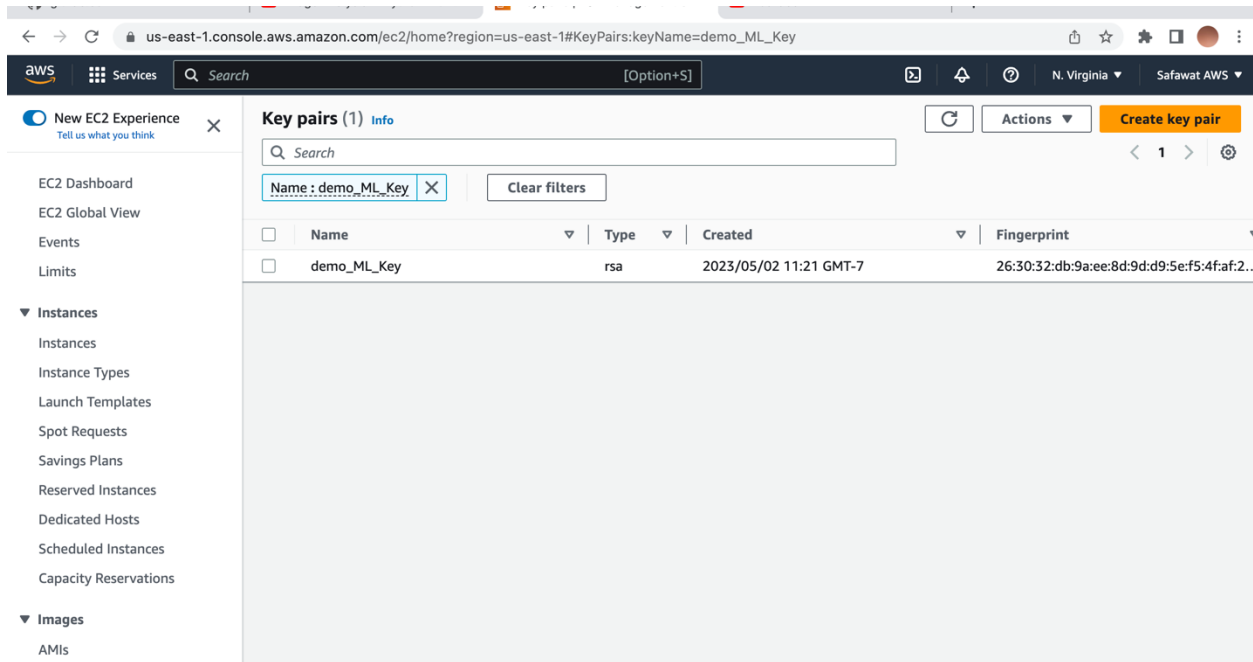 us-east-1.console.aws.amazon.com/ec2/home?region=us-east-1#KeyPairs:keyName=demo_ML_Key
aws Services Search [Option+S] N. Virginia Safawat AWS
New EC2 Experience
Tell us what you think
EC2 Dashboard
EC2 Global View
Events
Limits
Instances
Instances
Instance Types
Launch Templates
Spot Requests
Savings Plans
Reserved Instances
Dedicated Hosts
Scheduled Instances
Capacity Reservations
Images
AMIs
Key pairs (1) Info
Actions Create key pair
Search
1
Name : demo_ML_Key Clear filters
Name Type Created Fingerprint
demo_ML_Key rsa 2023/05/02 11:21 GMT-7 26:30:32:db:9a:ee:8d:9d:d9:5e:f5:4f:af:2...